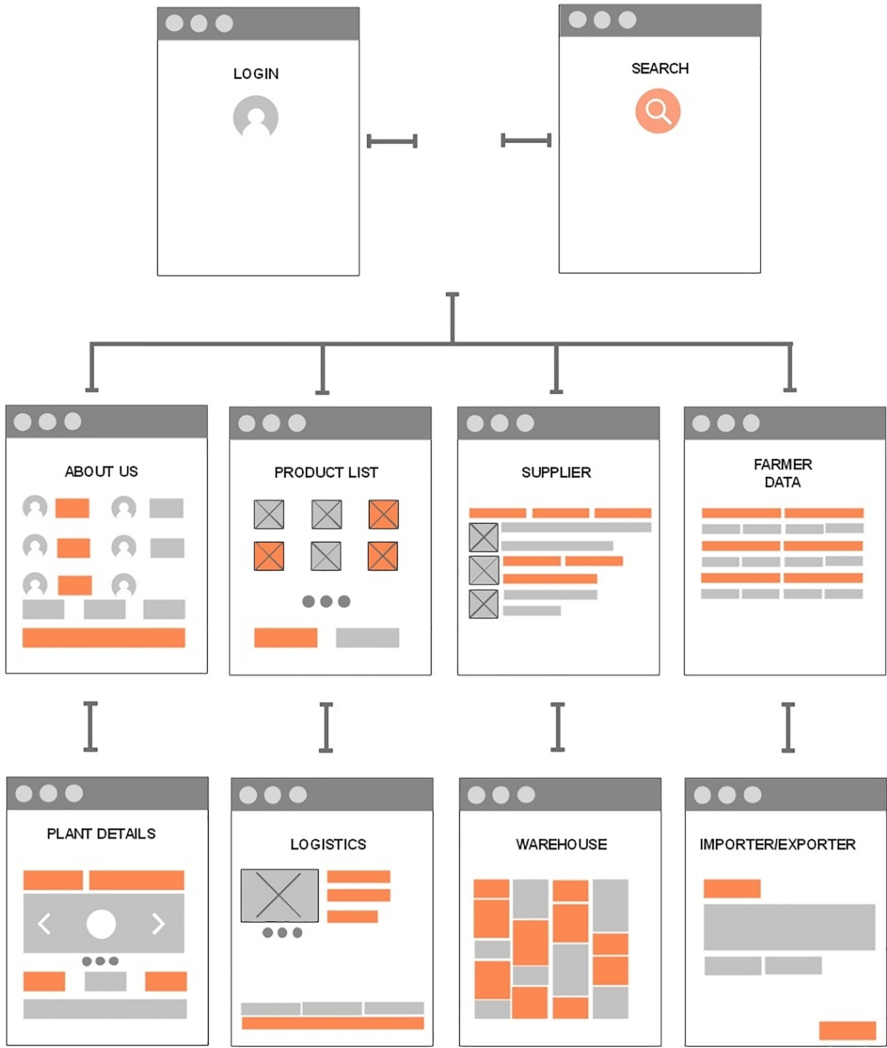 LOGIN
SEARCH
ABOUT US
PRODUCT LIST
SUPPLIER
FARMER
DATA
PLANT DETAILS
LOGISTICS
WAREHOUSE
IMPORTER/EXPORTER